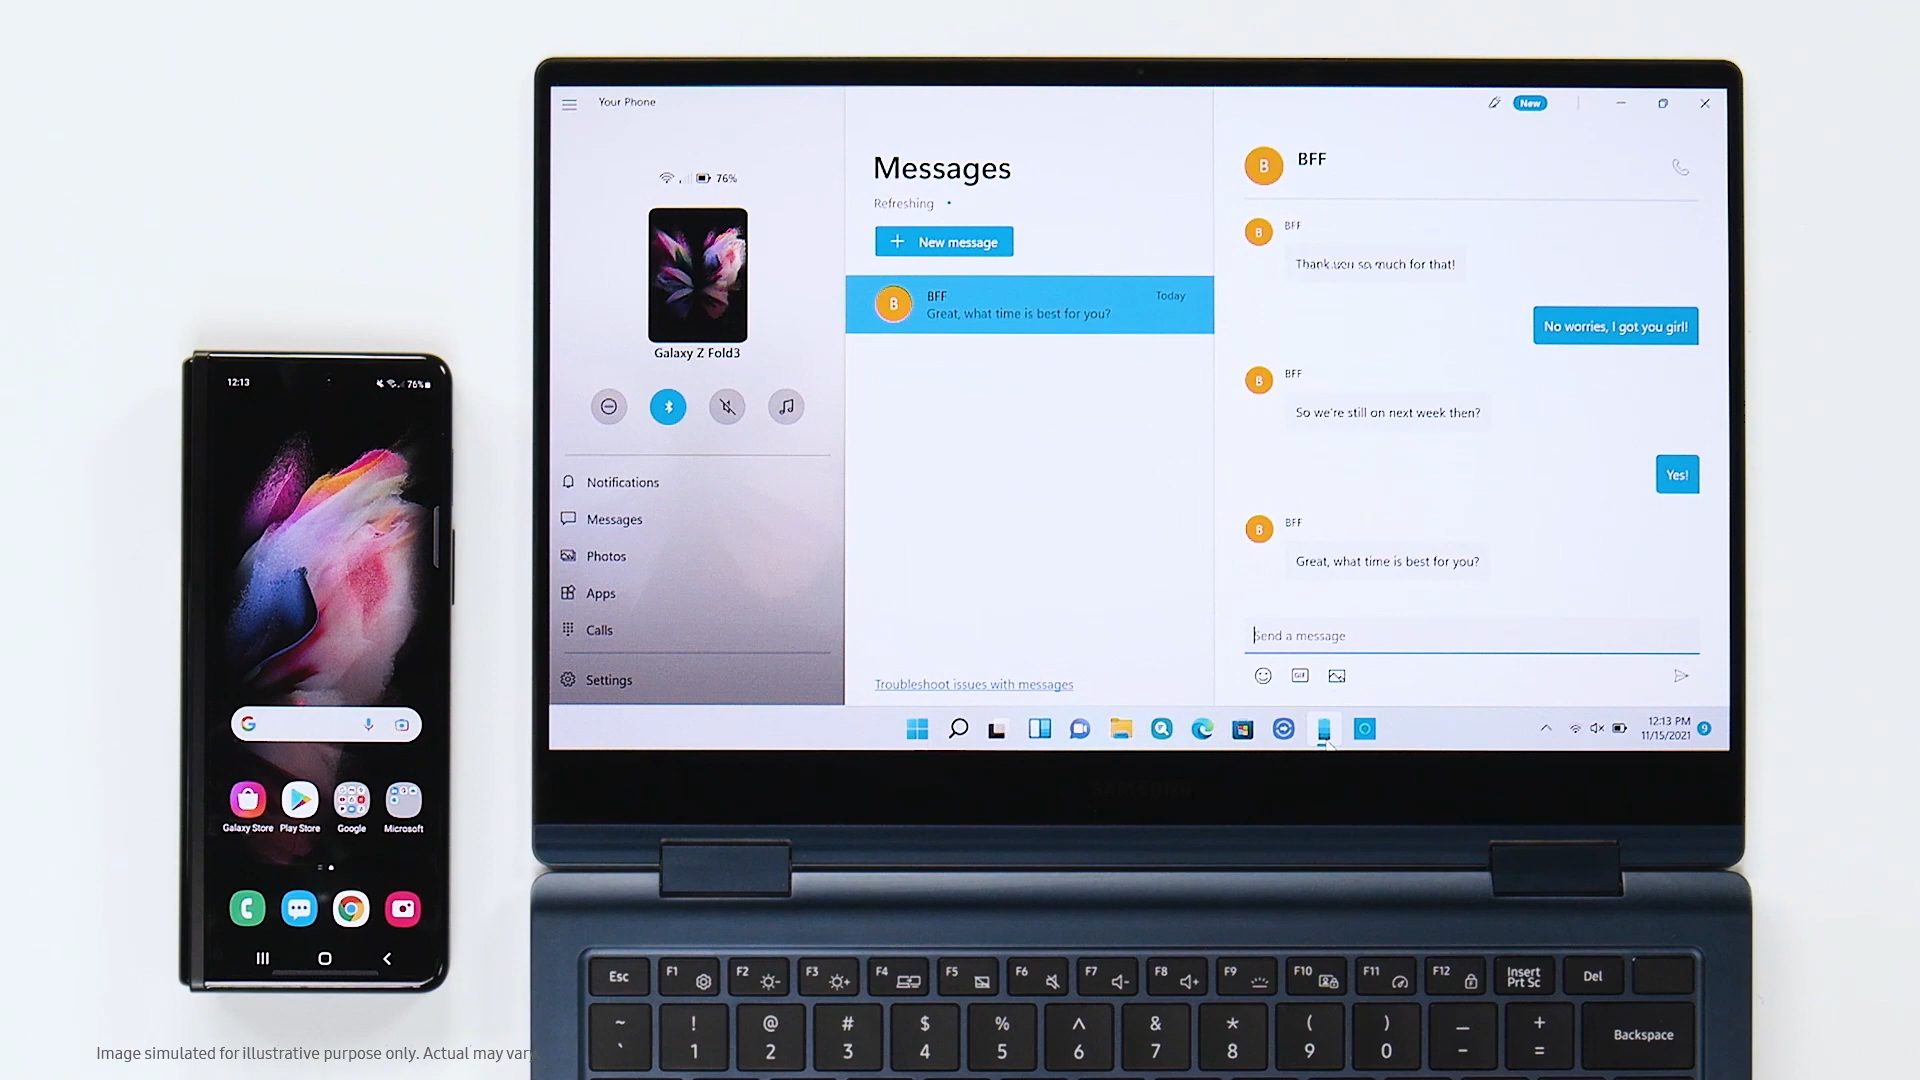 Your Phone
New
76%
Galaxy Z Fold3
Notifications
Messages
Photos
Apps
Calls
Settings
Messages
Refreshing
New message
B
BFF
Today
Great, what time is best for you?
Troubleshoot issues with messages
B
BFF
B
BFF
Thank you so much for that!
No worries, I got you girl!
B
BFF
So we're still on next week then?
Yes!
B
BFF
Great, what time is best for you?
Send a message
GIF
12:13 PM
11/15/2021
9
SAMSUNG
12:13
76%
Galaxy Store Play Store Google Microsoft
Esc F1 F2 F3 F4 F5 F6 F7 F8 F9 F10 F11 F12 Insert Prt Sc Del
~ ! @ # $ % ^ & * ( ) _ +
` 1 2 3 4 5 6 7 8 9 0 - = Backspace
Image simulated for illustrative purpose only. Actual may vary